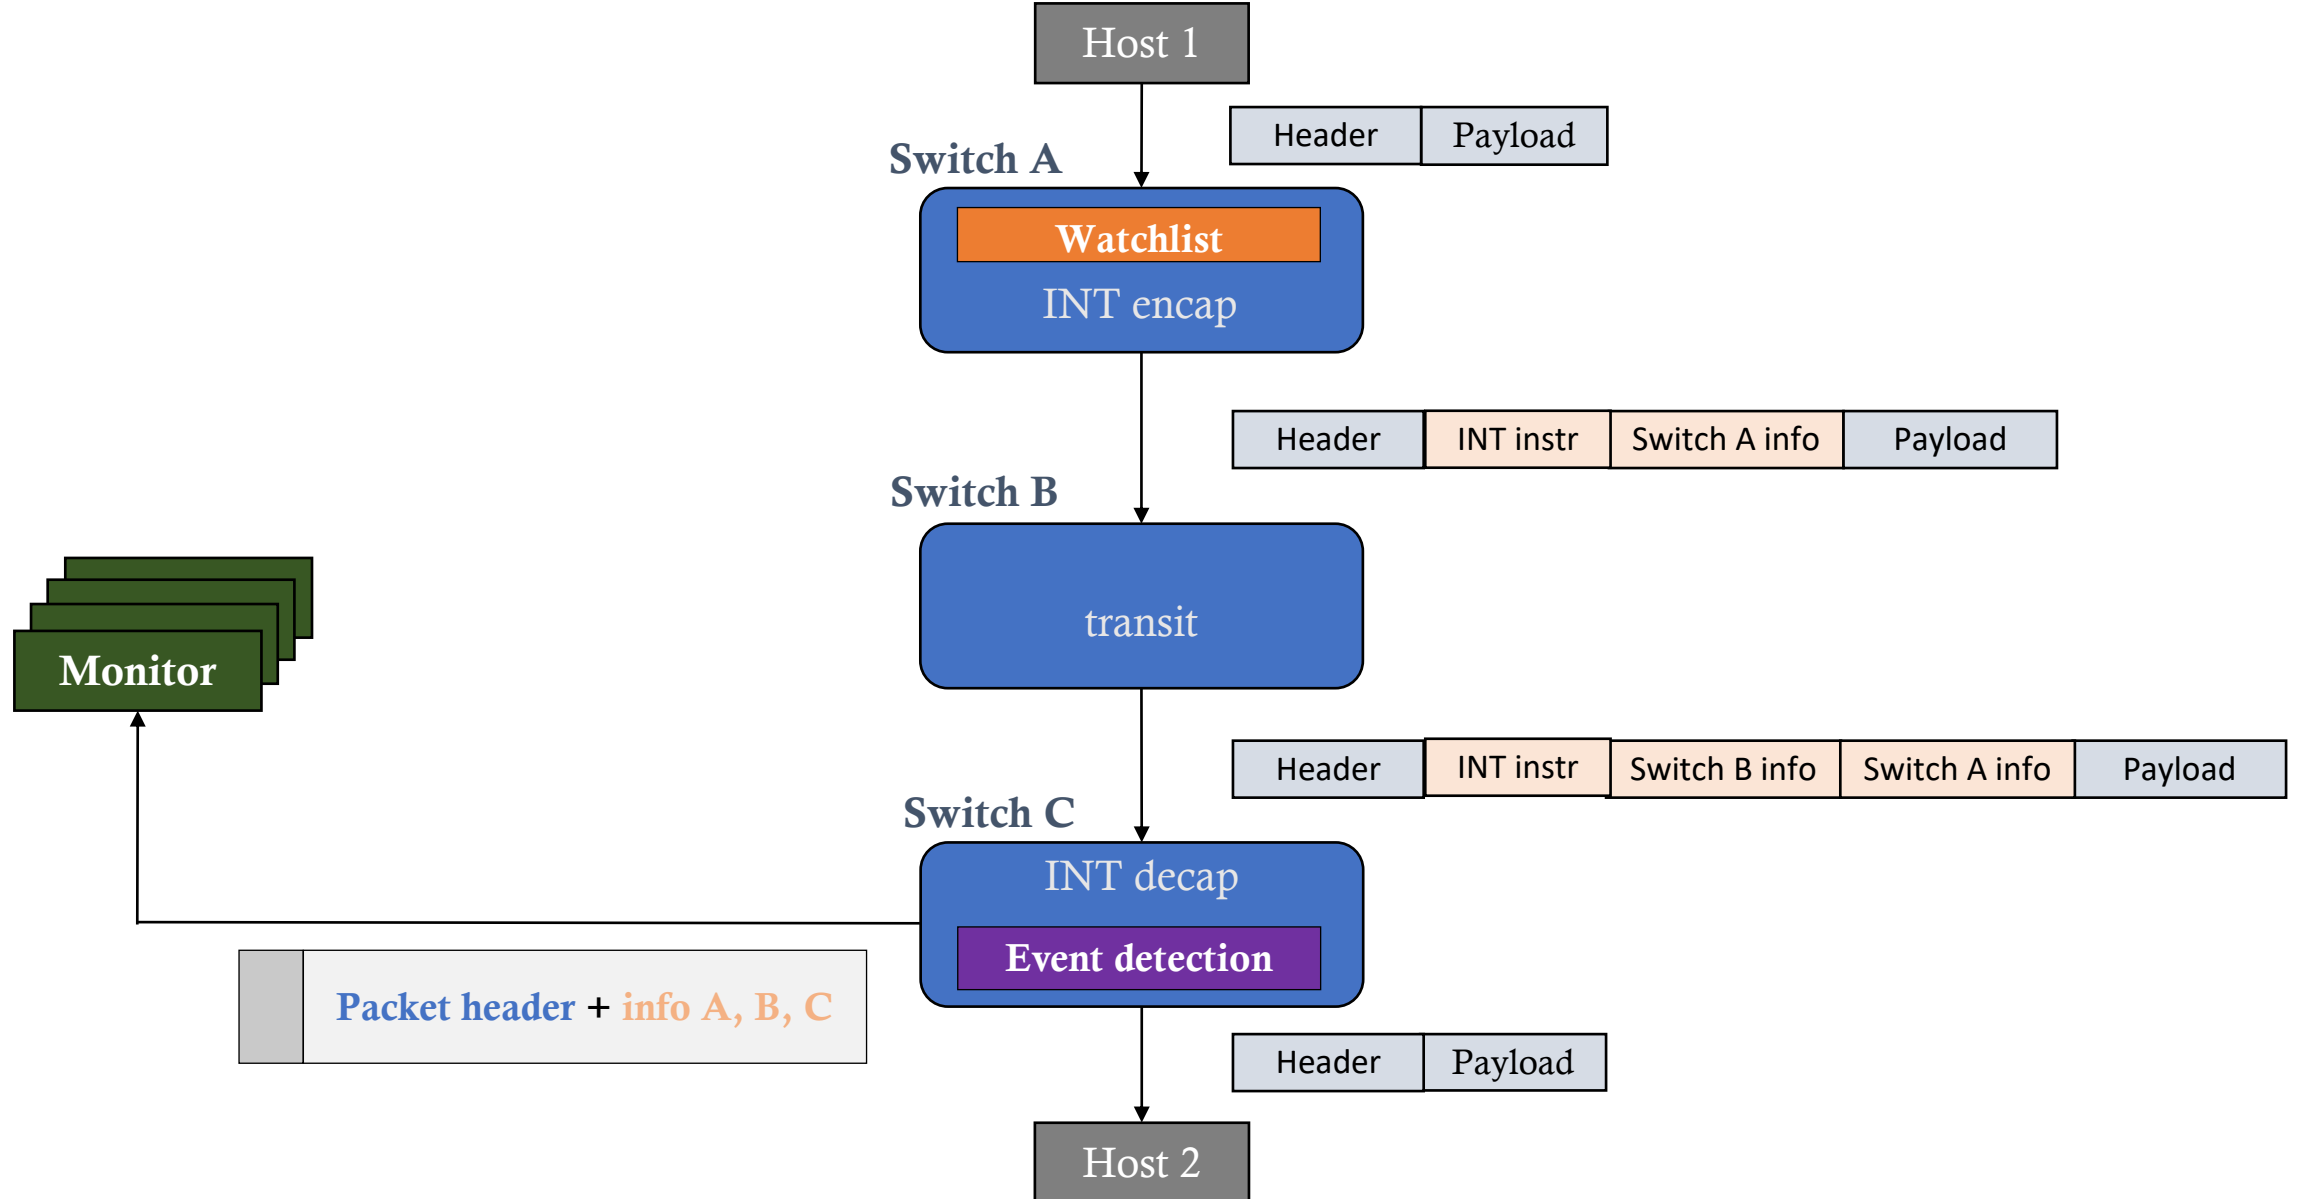 Host 1
Header Payload
Switch A
Watchlist
INT encap
Header INT instr Switch A info Payload
Switch B
transit
Monitor
Header INT instr Switch B info Switch A info Payload
Switch C
INT decap
Event detection
Packet header + info A, B, C
Header Payload
Host 2